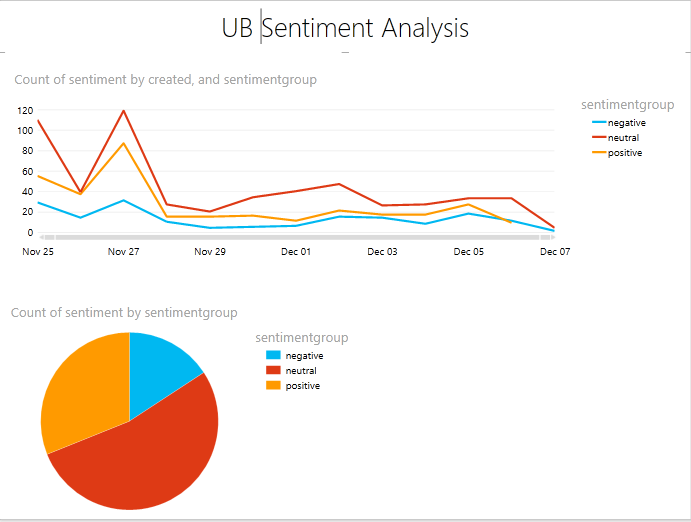 UB Sentiment Analysis
Count of sentiment by created, and sentimentgroup
sentimentgroup
negative
neutral
positive
120
100
80
60
40
20
0
Nov 25 Nov 27 Nov 29 Dec 01 Dec 03 Dec 05 Dec 07
Count of sentiment by sentimentgroup
sentimentgroup
negative
neutral
positive